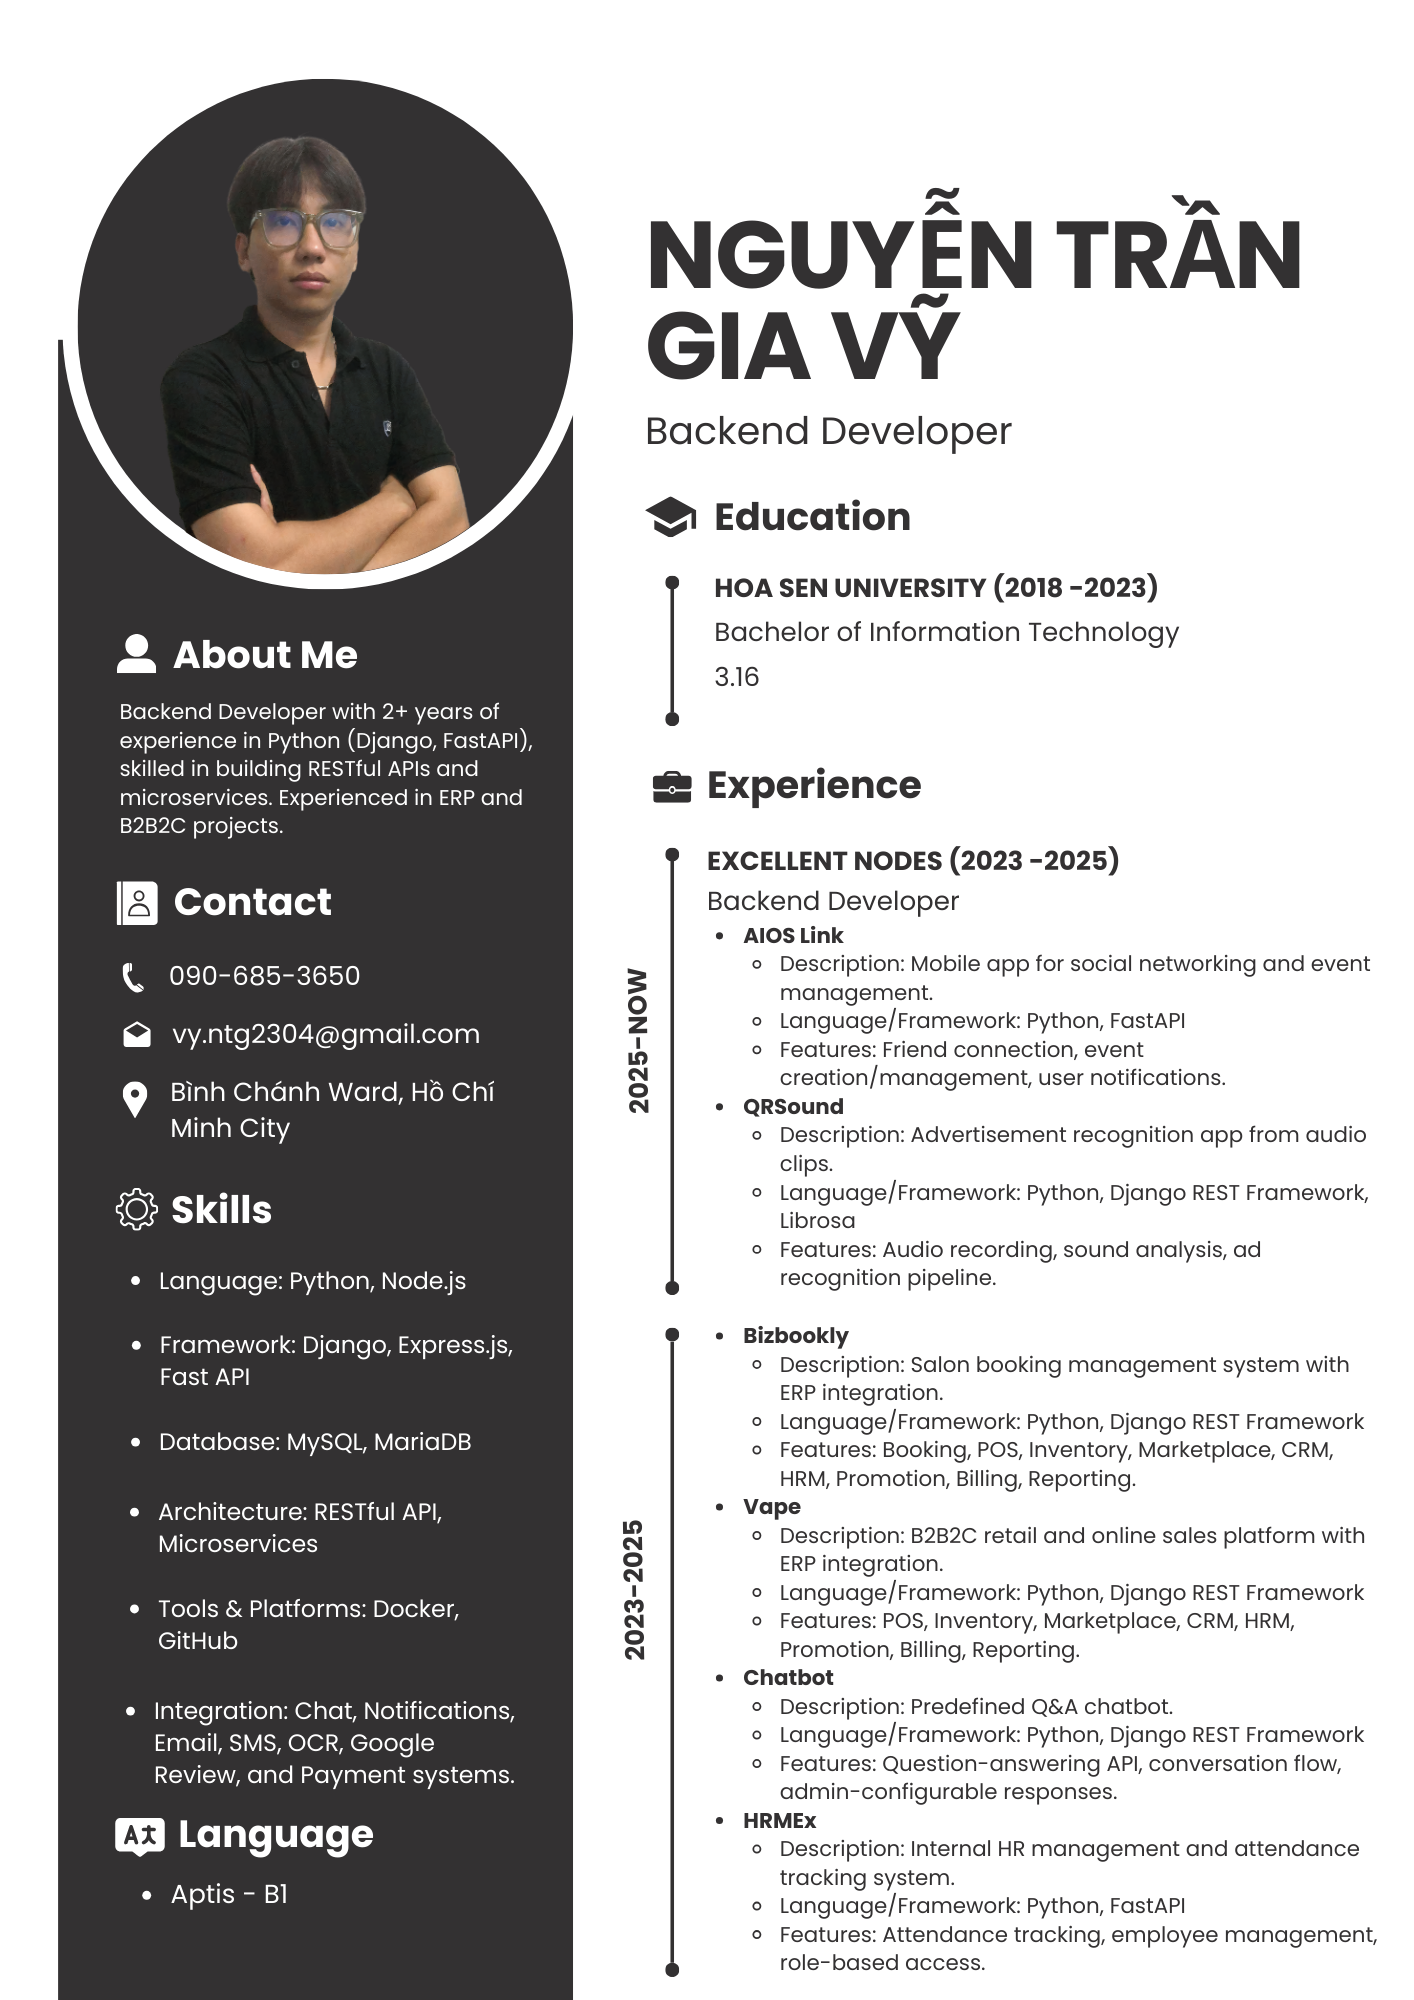 NGUYỄN TRẦN
GIA VỸ
Backend Developer
Education
HOA SEN UNIVERSITY (2018 -2023)
Bachelor of Information Technology
3.16
About Me
Backend Developer with 2+ years of
experience in Python (Django, FastAPI),
skilled in building RESTful APIs and
microservices. Experienced in ERP and
B2B2C projects.
Contact
090-685-3650
vy.ntg2304@gmail.com
Bình Chánh Ward, Hồ Chí
Minh City
Skills
• Language: Python, Node.js
• Framework: Django, Express.js,
Fast API
• Database: MySQL, MariaDB
• Architecture: RESTful API,
Microservices
• Tools & Platforms: Docker,
GitHub
• Integration: Chat, Notifications,
Email, SMS, OCR, Google
Review, and Payment systems.
Language
• Aptis - B1
Experience
EXCELLENT NODES (2023 -2025)
Backend Developer
2025-NOW
• AIOS Link
◦ Description: Mobile app for social networking and event
management.
◦ Language/Framework: Python, FastAPI
◦ Features: Friend connection, event
creation/management, user notifications.
• QRSound
◦ Description: Advertisement recognition app from audio
clips.
◦ Language/Framework: Python, Django REST Framework,
Librosa
◦ Features: Audio recording, sound analysis, ad
recognition pipeline.
2023-2025
• Bizbookly
◦ Description: Salon booking management system with
ERP integration.
◦ Language/Framework: Python, Django REST Framework
◦ Features: Booking, POS, Inventory, Marketplace, CRM,
HRM, Promotion, Billing, Reporting.
• Vape
◦ Description: B2B2C retail and online sales platform with
ERP integration.
◦ Language/Framework: Python, Django REST Framework
◦ Features: POS, Inventory, Marketplace, CRM, HRM,
Promotion, Billing, Reporting.
• Chatbot
◦ Description: Predefined Q&A chatbot.
◦ Language/Framework: Python, Django REST Framework
◦ Features: Question-answering API, conversation flow,
admin-configurable responses.
• HRMEx
◦ Description: Internal HR management and attendance
tracking system.
◦ Language/Framework: Python, FastAPI
◦ Features: Attendance tracking, employee management,
role-based access.